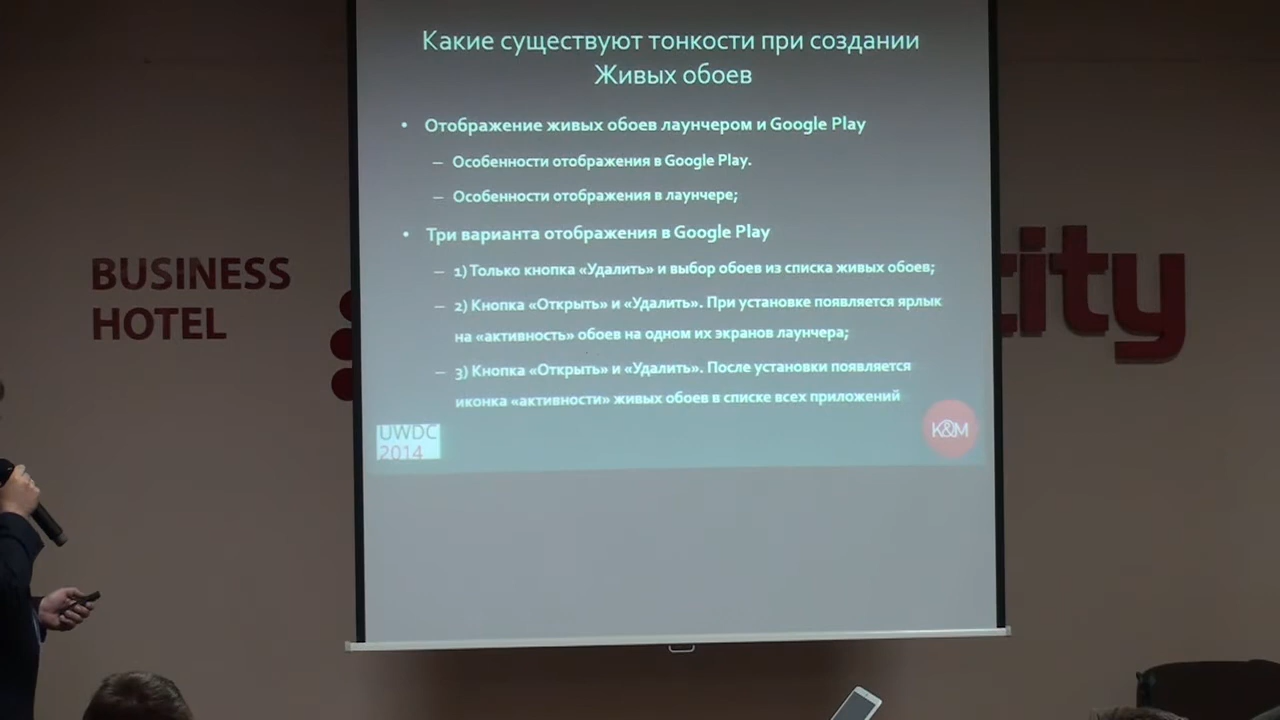 Какие существуют тонкости при создании
Живых обоев
• Отображение живых обоев лаунчером и Google Play
– Особенности отображения в Google Play.
– Особенности отображения в лаунчере;
• Три варианта отображения в Google Play
– 1) Только кнопка «Удалить» и выбор обоев из списка живых обоев;
– 2) Кнопка «Открыть» и «Удалить». При установке появляется ярлык
на «активность» обоев на одном их экранов лаунчера;
– 3) Кнопка «Открыть» и «Удалить». После установки появляется
иконка «активности» живых обоев в списке всех приложений
UWDC
2014
K&M
BUSINESS
HOTEL
city